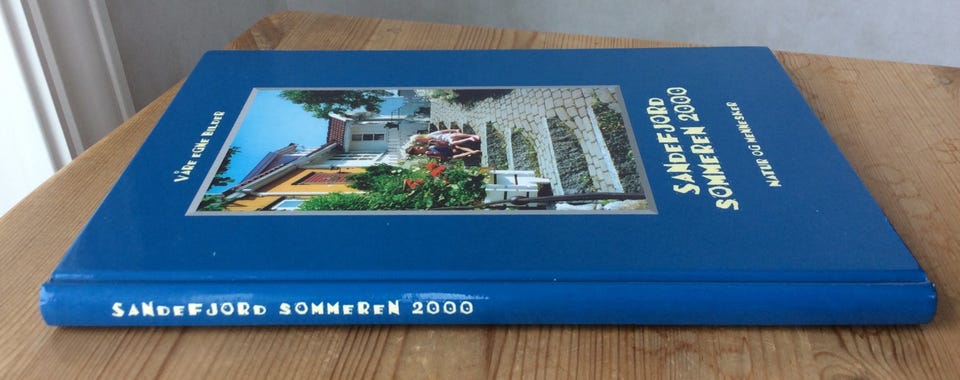 SANDEFJORD
SOMMEREN 2000
NATUR OG MENNESKER
VÅRE EGNE BILDER
SANDEFJORD SOMMEREN 2000